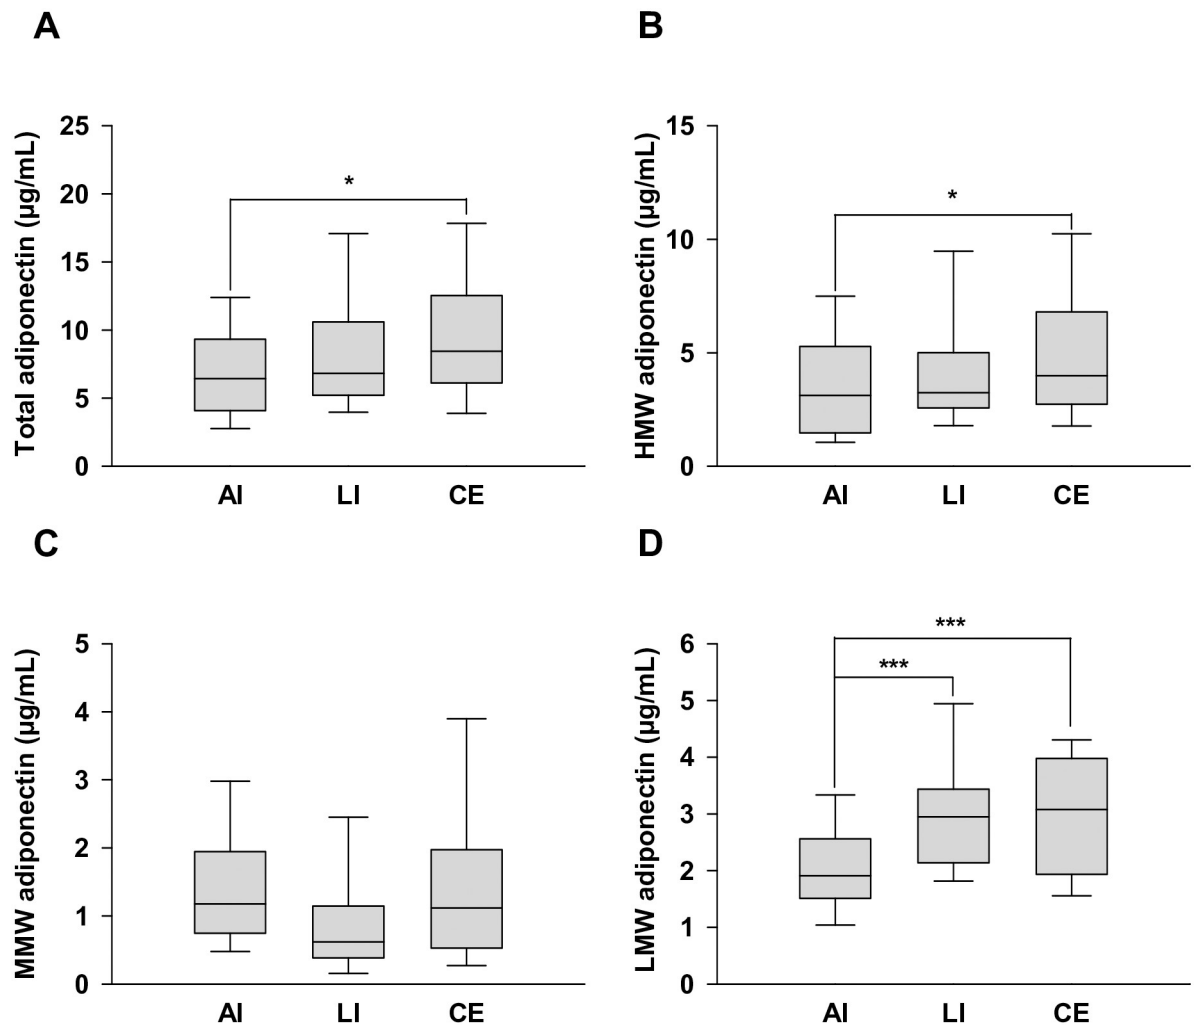 A
Total adiponectin (µg/mL)
25
20
15
10
5
0
*
AI LI CE
B
HMW adiponectin (µg/mL)
15
10
5
0
*
AI LI CE
C
MMW adiponectin (µg/mL)
5
4
3
2
1
0
AI LI CE
D
LMW adiponectin (µg/mL)
6
5
4
3
2
1
0
***
***
AI LI CE